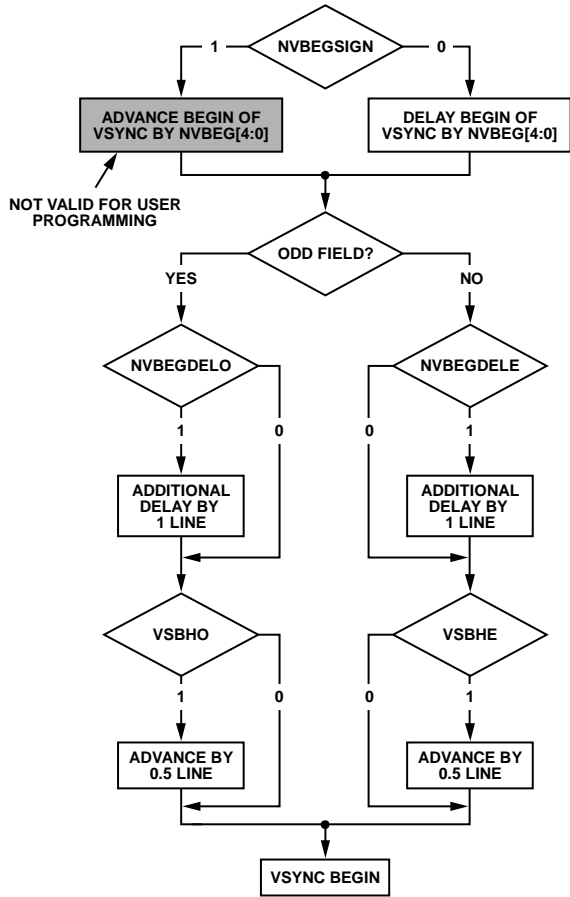 NVBEGSIGN
1
0
ADVANCE BEGIN OF
VSYNC BY NVBEG[4:0]
DELAY BEGIN OF
VSYNC BY NVBEG[4:0]
NOT VALID FOR USER
PROGRAMMING
ODD FIELD?
YES
NO
NVBEGDELO
NVBEGDELE
1
0
0
1
ADDITIONAL
DELAY BY
1 LINE
ADDITIONAL
DELAY BY
1 LINE
VSBHO
VSBHE
1
0
0
1
ADVANCE BY
0.5 LINE
ADVANCE BY
0.5 LINE
VSYNC BEGIN